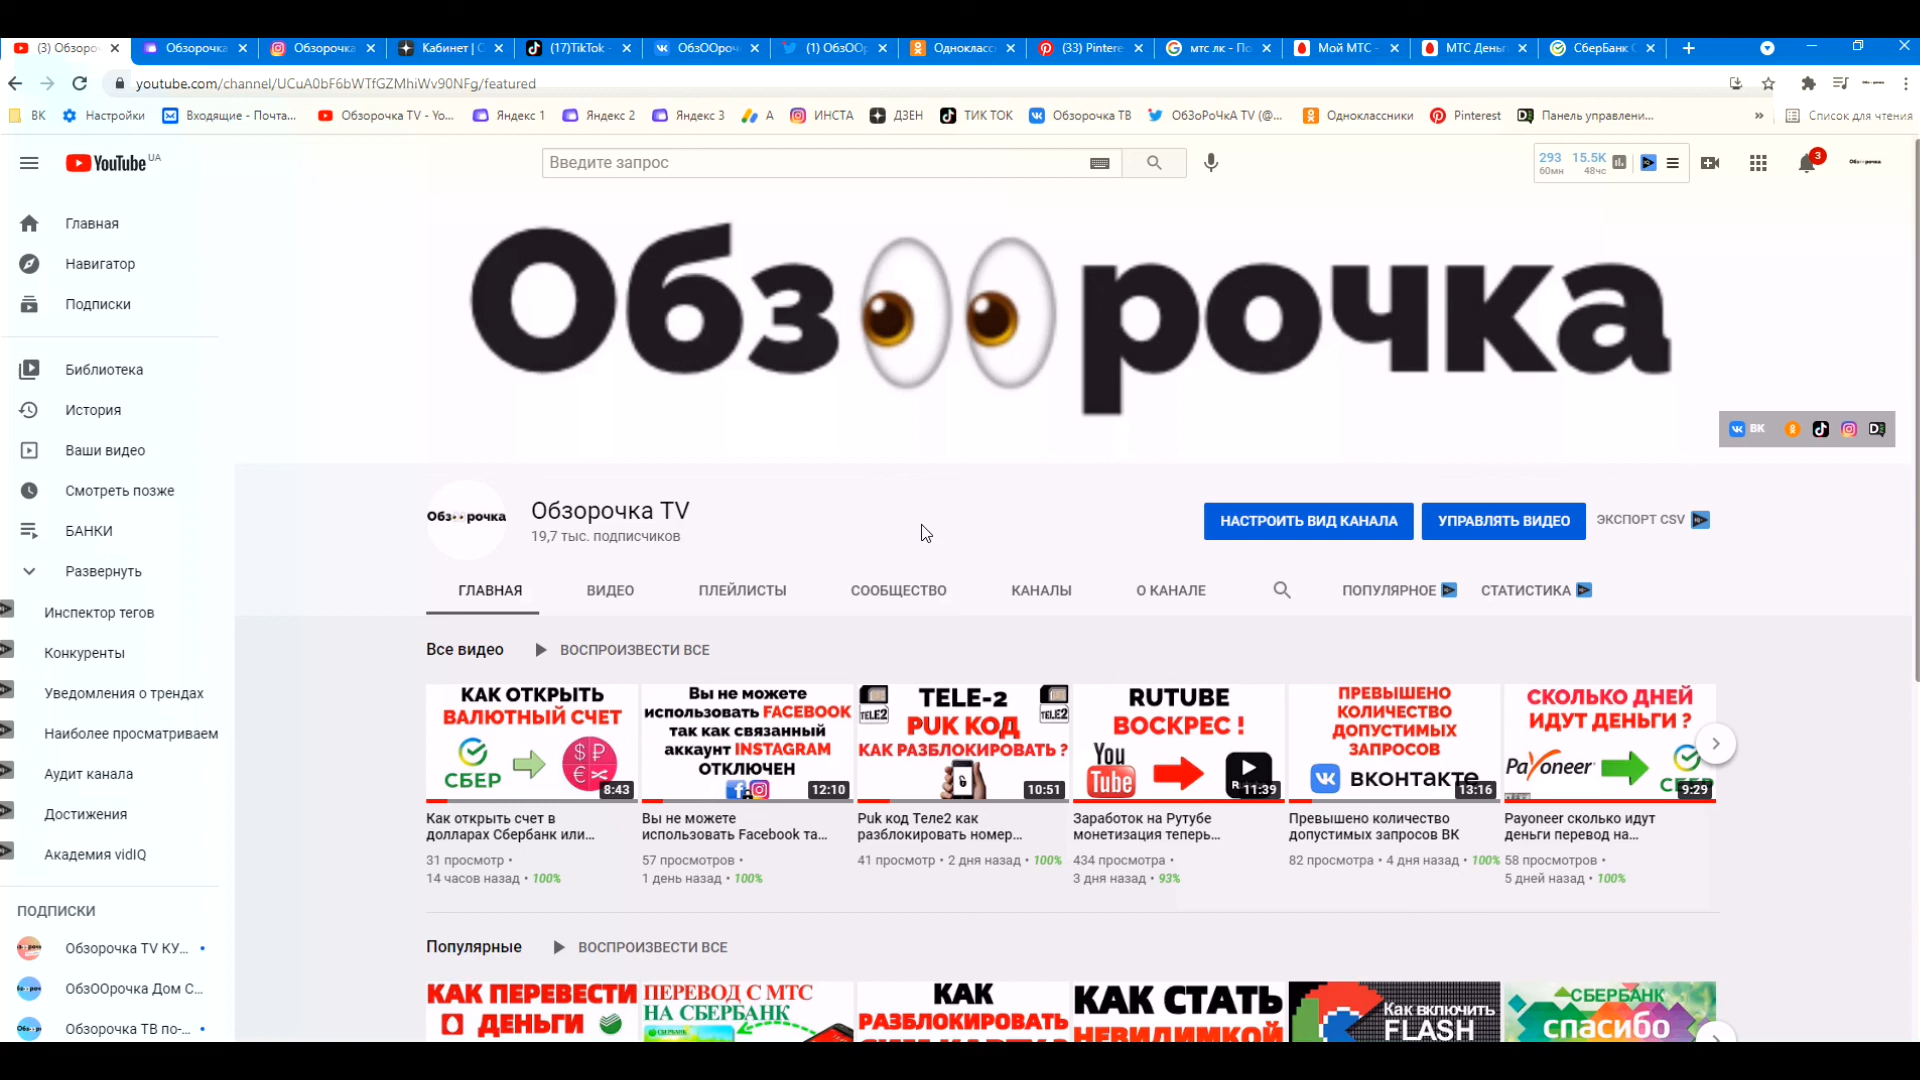 (3) Обзоро
Обзорочка
Обзорочка
Кабинет | С
(17)TikTok
ОбзООроч
(1) ОбзОО
Однокласс
(33) Pintere
мтс лк - По
Мой МТС -
МТС Деньг
СберБанк
youtube.com/channel/UCuA0bF6bWTfGZMhiWv90NFg/featured
ВК
Настройки
Входящие - Почта...
Обзорочка TV - Yo...
Яндекс 1
Яндекс 2
Яндекс 3
А
ИНСТА
ДЗЕН
ТИК ТОК
Обзорочка ТВ
ОбЗоРоЧкА TV (@...
Одноклассники
Pinterest
Панель управлени...
»
Список для чтения
YouTube UA
Введите запрос
293 15.5K
60мн 48чс
3
Главная
Навигатор
Подписки
Библиотека
История
Ваши видео
Смотреть позже
БАНКИ
Развернуть
Инспектор тегов
Конкуренты
Уведомления о трендах
Наиболее просматриваем
Аудит канала
Достижения
Академия vidIQ
ПОДПИСКИ
Обзорочка TV КУ...
ОбзООрочка Дом С...
Обзорочка ТВ по-...
Обз рочка
ВК
Обз рочка
Обзорочка TV
19,7 тыс. подписчиков
НАСТРОИТЬ ВИД КАНАЛА
УПРАВЛЯТЬ ВИДЕО
ЭКСПОРТ CSV
ГЛАВНАЯ
ВИДЕО
ПЛЕЙЛИСТЫ
СООБЩЕСТВО
КАНАЛЫ
О КАНАЛЕ
ПОПУЛЯРНОЕ
СТАТИСТИКА
Все видео
ВОСПРОИЗВЕСТИ ВСЕ
КАК ОТКРЫТЬ
ВАЛЮТНЫЙ СЧЕТ
СБЕР
8:43
Как открыть счет в
долларах Сбербанк или...
31 просмотр •
14 часов назад • 100%
Вы не можете
использовать FACEBOOK
так как связанный
аккаунт INSTAGRAM
ОТКЛЮЧЕН
12:10
Вы не можете
использовать Facebook та...
57 просмотров •
1 день назад • 100%
TELE-2
PUK КОД
КАК РАЗБЛОКИРОВАТЬ ?
TELE2
TELE2
10:51
Puk код Теле2 как
разблокировать номер...
41 просмотр • 2 дня назад • 100%
RUTUBE
ВОСКРЕС !
You
Tube
R
11:39
Заработок на Рутубе
монетизация теперь...
434 просмотра •
3 дня назад • 93%
ПРЕВЫШЕНО
КОЛИЧЕСТВО
ДОПУСТИМЫХ
ЗАПРОСОВ
вконтакте
13:16
Превышено количество
допустимых запросов ВК
82 просмотра • 4 дня назад • 100%
СКОЛЬКО ДНЕЙ
ИДУТ ДЕНЬГИ ?
Payoneer
СБЕР
9:29
Payoneer сколько идут
деньги перевод на...
58 просмотров •
5 дней назад • 100%
Популярные
ВОСПРОИЗВЕСТИ ВСЕ
КАК ПЕРЕВЕСТИ
ДЕНЬГИ
ПЕРЕВОД С МТС
НА СБЕРБАНК
КАК
РАЗБЛОКИРОВАТЬ
КАК СТАТЬ
НЕВИДИМКОЙ
Как включить
FLASH
СБЕРБАНК
спасибо